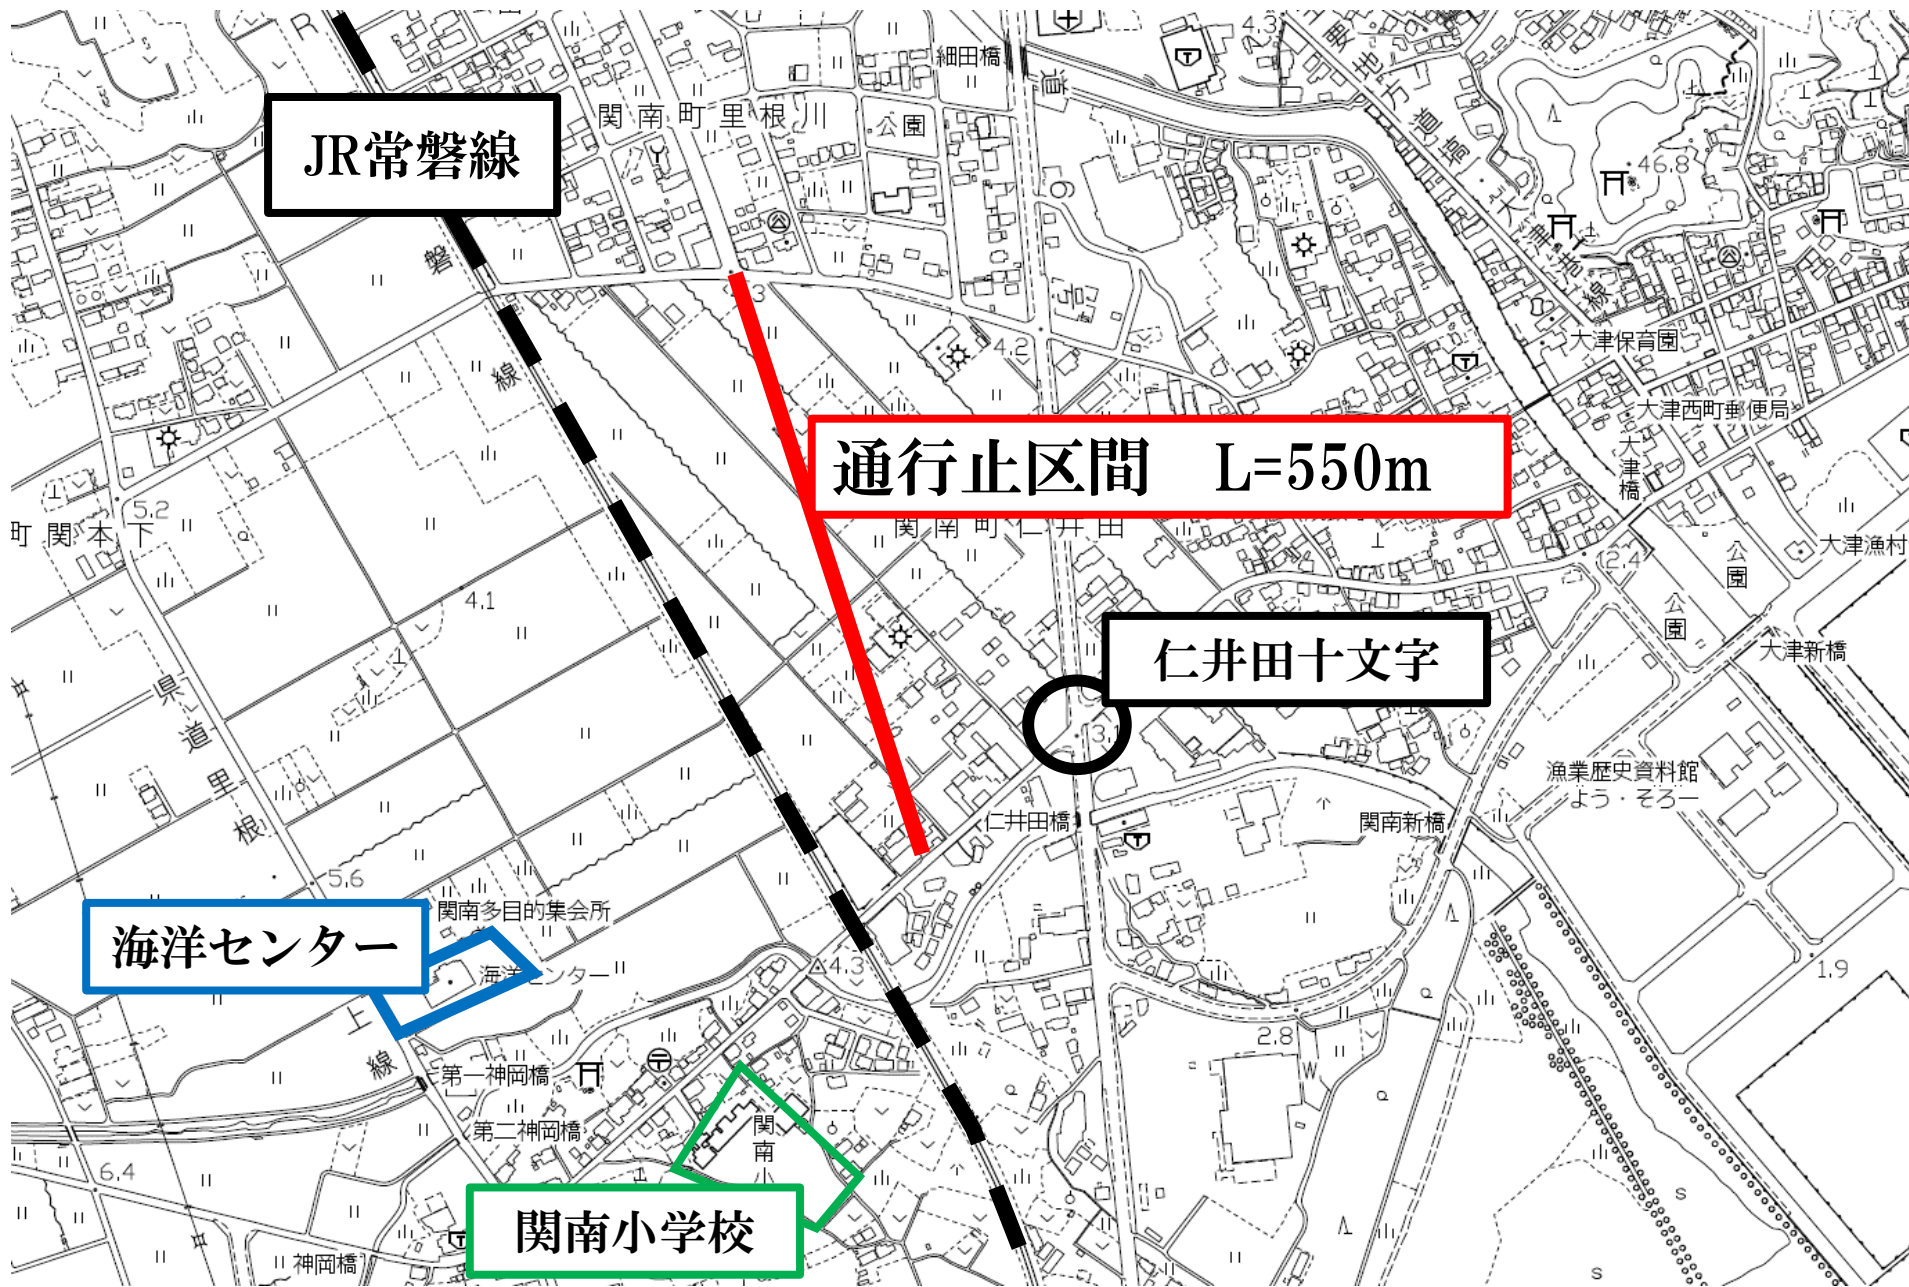 細田橋
4.3
関南町里根川
公園
JR常磐線
道
46.8
磐
線
4.2
大津保育園
大津西町郵便局
大津橋
通行止区間　L=550m
関南町仁井田
5.2
町関本下
大津漁村
2.4
公園
公園
4.1
仁井田十文字
大津新橋
3.1
県道里根
漁業歴史資料館
よう・そろー
仁井田橋
関南新橋
5.6
関南多目的集会所
海洋センター
海洋センター
4.3
1.9
上
線
2.8
第一神岡橋
W
第二神岡橋
関南小
6.4
関南小学校
神岡橋